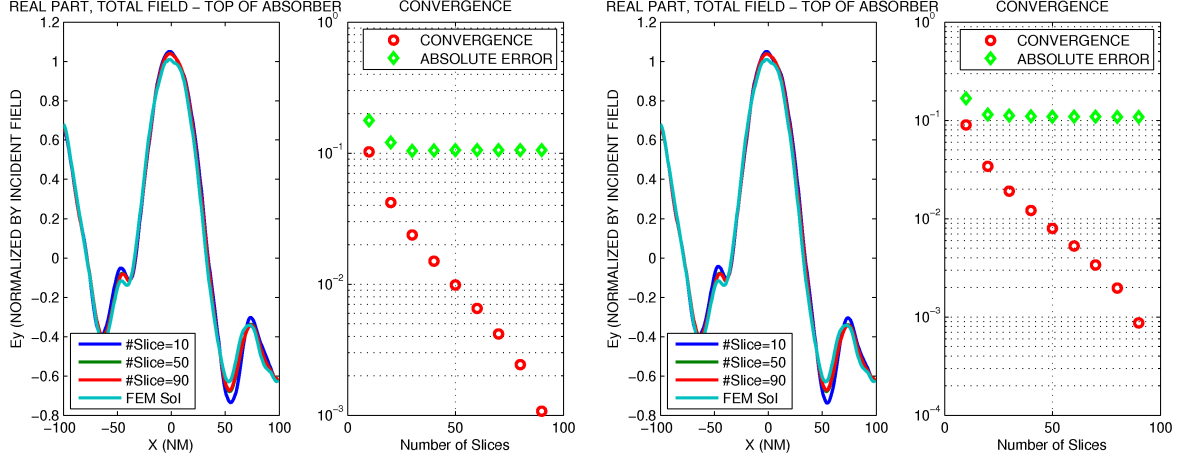 REAL PART, TOTAL FIELD − TOP OF ABSORBER
Ey (NORMALIZED BY INCIDENT FIELD
1.2
1
0.8
0.6
0.4
0.2
0
−0.2
−0.4
−0.6
−0.8
#Slice=10
#Slice=50
#Slice=90
FEM Sol
−100
−50
0
50
100
X (NM)
CONVERGENCE
10^0
10^−1
10^−2
10^−3
CONVERGENCE
ABSOLUTE ERROR
0
50
100
Number of Slices
REAL PART, TOTAL FIELD − TOP OF ABSORBER
Ey (NORMALIZED BY INCIDENT FIELD
1.2
1
0.8
0.6
0.4
0.2
0
−0.2
−0.4
−0.6
−0.8
#Slice=10
#Slice=50
#Slice=90
FEM Sol
−100
−50
0
50
100
X (NM)
CONVERGENCE
10^0
10^−1
10^−2
10^−3
10^−4
CONVERGENCE
ABSOLUTE ERROR
0
50
100
Number of Slices